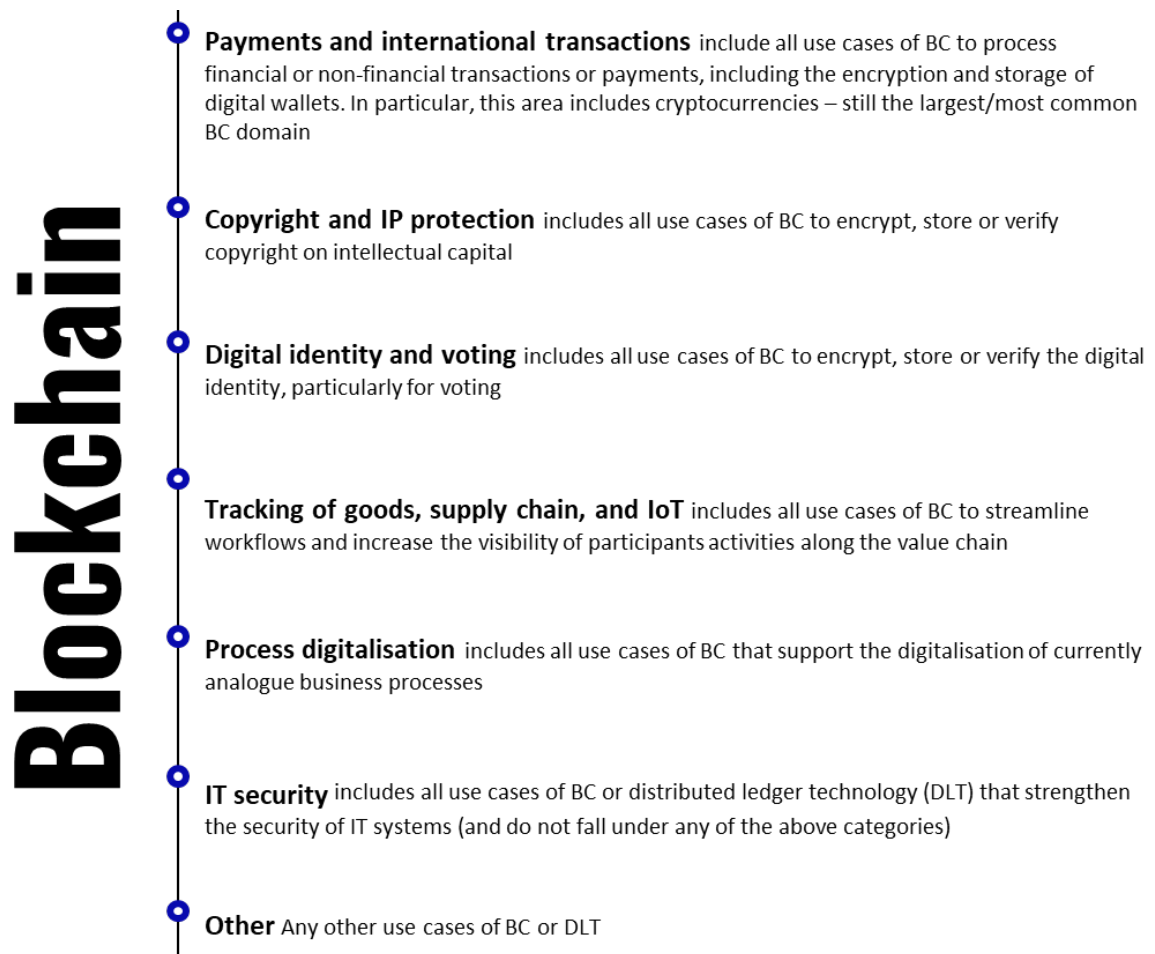 Blockchain
Payments and international transactions include all use cases of BC to process
financial or non-financial transactions or payments, including the encryption and storage of
digital wallets. In particular, this area includes cryptocurrencies – still the largest/most common
BC domain
Copyright and IP protection includes all use cases of BC to encrypt, store or verify
copyright on intellectual capital
Digital identity and voting includes all use cases of BC to encrypt, store or verify the digital
identity, particularly for voting
Tracking of goods, supply chain, and IoT includes all use cases of BC to streamline
workflows and increase the visibility of participants activities along the value chain
Process digitalisation includes all use cases of BC that support the digitalisation of currently
analogue business processes
IT security includes all use cases of BC or distributed ledger technology (DLT) that strengthen
the security of IT systems (and do not fall under any of the above categories)
Other Any other use cases of BC or DLT